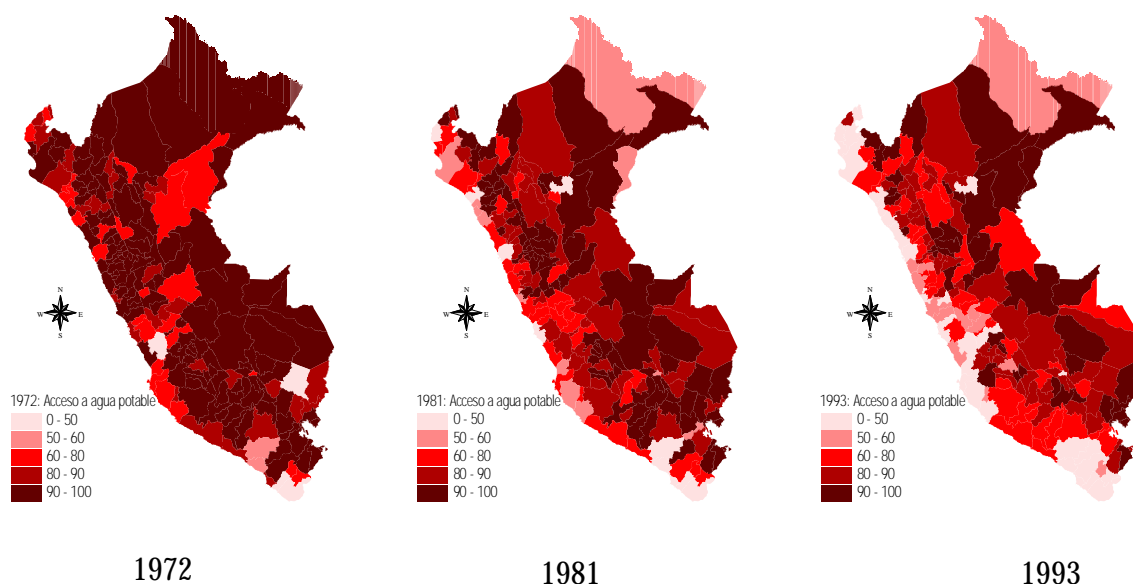 N
W E
S
1972: Acceso a agua potable
0 - 50
50 - 60
60 - 80
80 - 90
90 - 100
1972
N
W E
S
1981: Acceso a agua potable
0 - 50
50 - 60
60 - 80
80 - 90
90 - 100
1981
N
W E
S
1993: Acceso a agua potable
0 - 50
50 - 60
60 - 80
80 - 90
90 - 100
1993